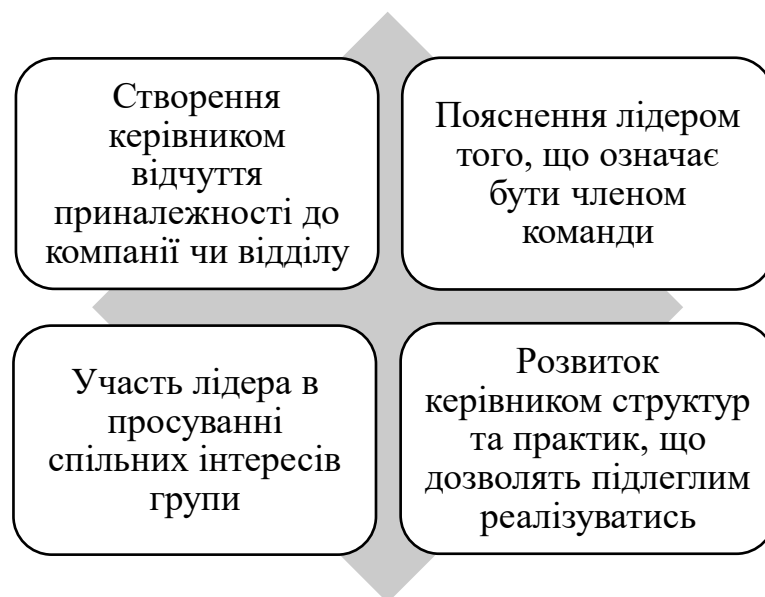 Створення
керівником
відчуття
приналежності до
компанії чи відділу
Пояснення лідером
того, що означає
бути членом
команди
Участь лідера в
просуванні
спільних інтересів
групи
Розвиток
керівником структур
та практик, що
дозволять підлеглим
реалізуватись